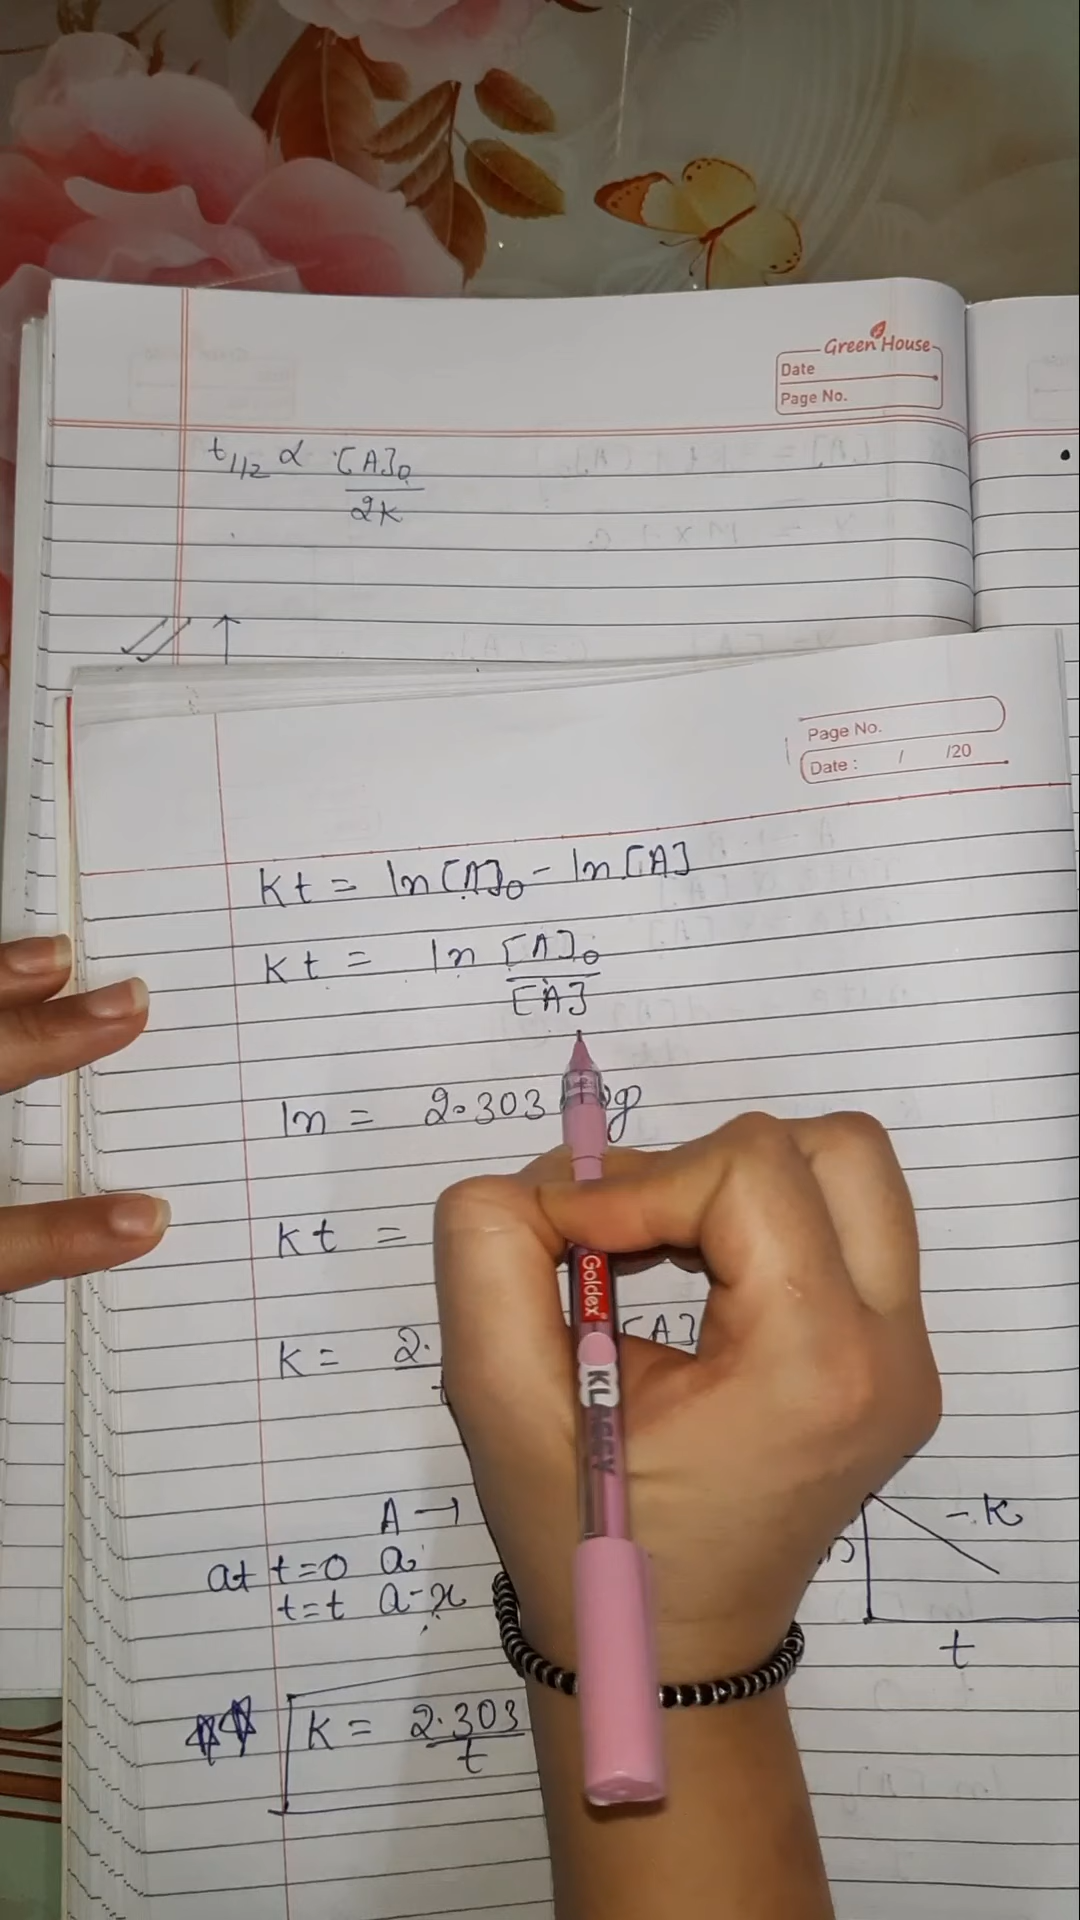 Green House
Date
Page No.
t1/2 α [A]0
2K
Page No.
Date : / /20
Kt = ln[A]0 - ln[A]
Kt = ln [A]0
[A]
ln = 2.303
Kt =
K = 2. [A]
A →
at t=0 a
t=t a-x
- K
t
K = 2.303
t
Goldex
KLASSY